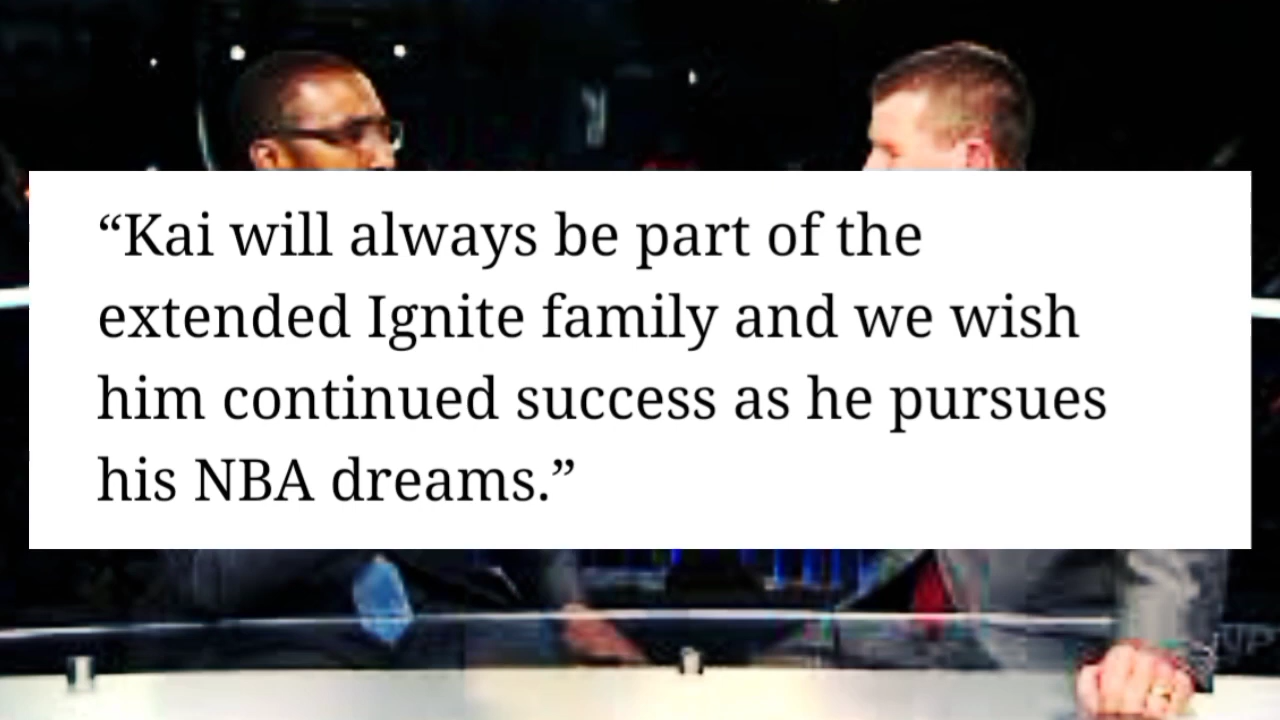 “Kai will always be part of the
extended Ignite family and we wish
him continued success as he pursues
his NBA dreams.”